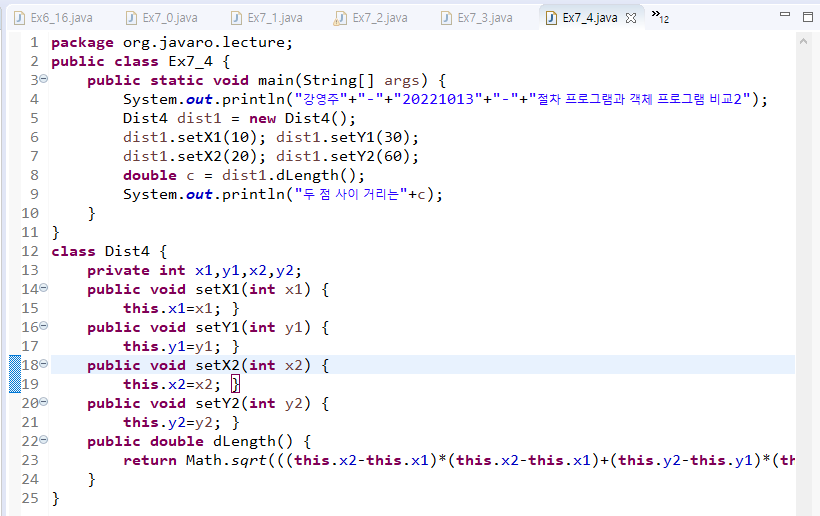 Ex6_16.java Ex7_0.java Ex7_1.java Ex7_2.java Ex7_3.java Ex7_4.java »12
1 package org.javaro.lecture;
2 public class Ex7_4 {
3 public static void main(String[] args) {
4 System.out.println("강영주"+"-"+"20221013"+"-"+"절차 프로그램과 객체 프로그램 비교2");
5 Dist4 dist1 = new Dist4();
6 dist1.setX1(10); dist1.setY1(30);
7 dist1.setX2(20); dist1.setY2(60);
8 double c = dist1.dLength();
9 System.out.println("두 점 사이 거리는"+c);
10 }
11 }
12 class Dist4 {
13 private int x1,y1,x2,y2;
14 public void setX1(int x1) {
15 this.x1=x1; }
16 public void setY1(int y1) {
17 this.y1=y1; }
18 public void setX2(int x2) {
19 this.x2=x2; }
20 public void setY2(int y2) {
21 this.y2=y2; }
22 public double dLength() {
23 return Math.sqrt(((this.x2-this.x1)*(this.x2-this.x1)+(this.y2-this.y1)*(th
24 }
25 }